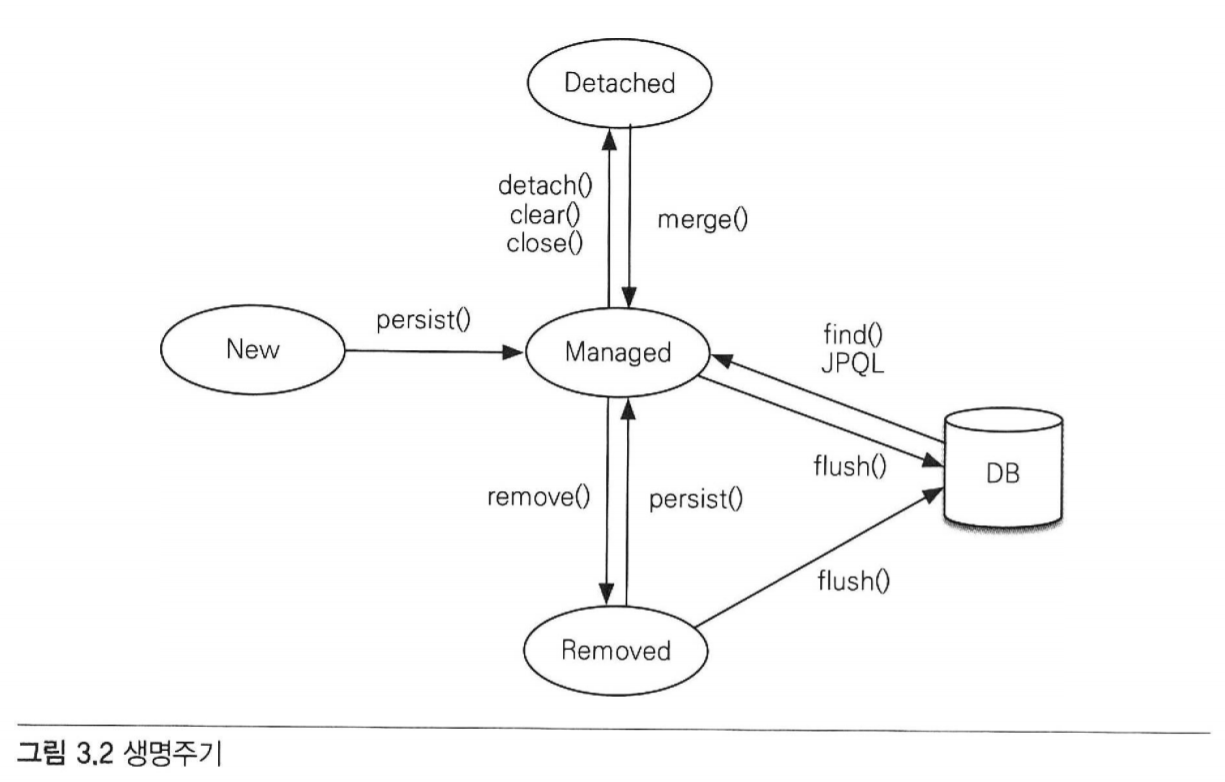 Detached
detach()
clear()
close()
merge()
persist()
New
Managed
find()
JPQL
flush()
DB
remove()
persist()
flush()
Removed
그림 3.2 생명주기